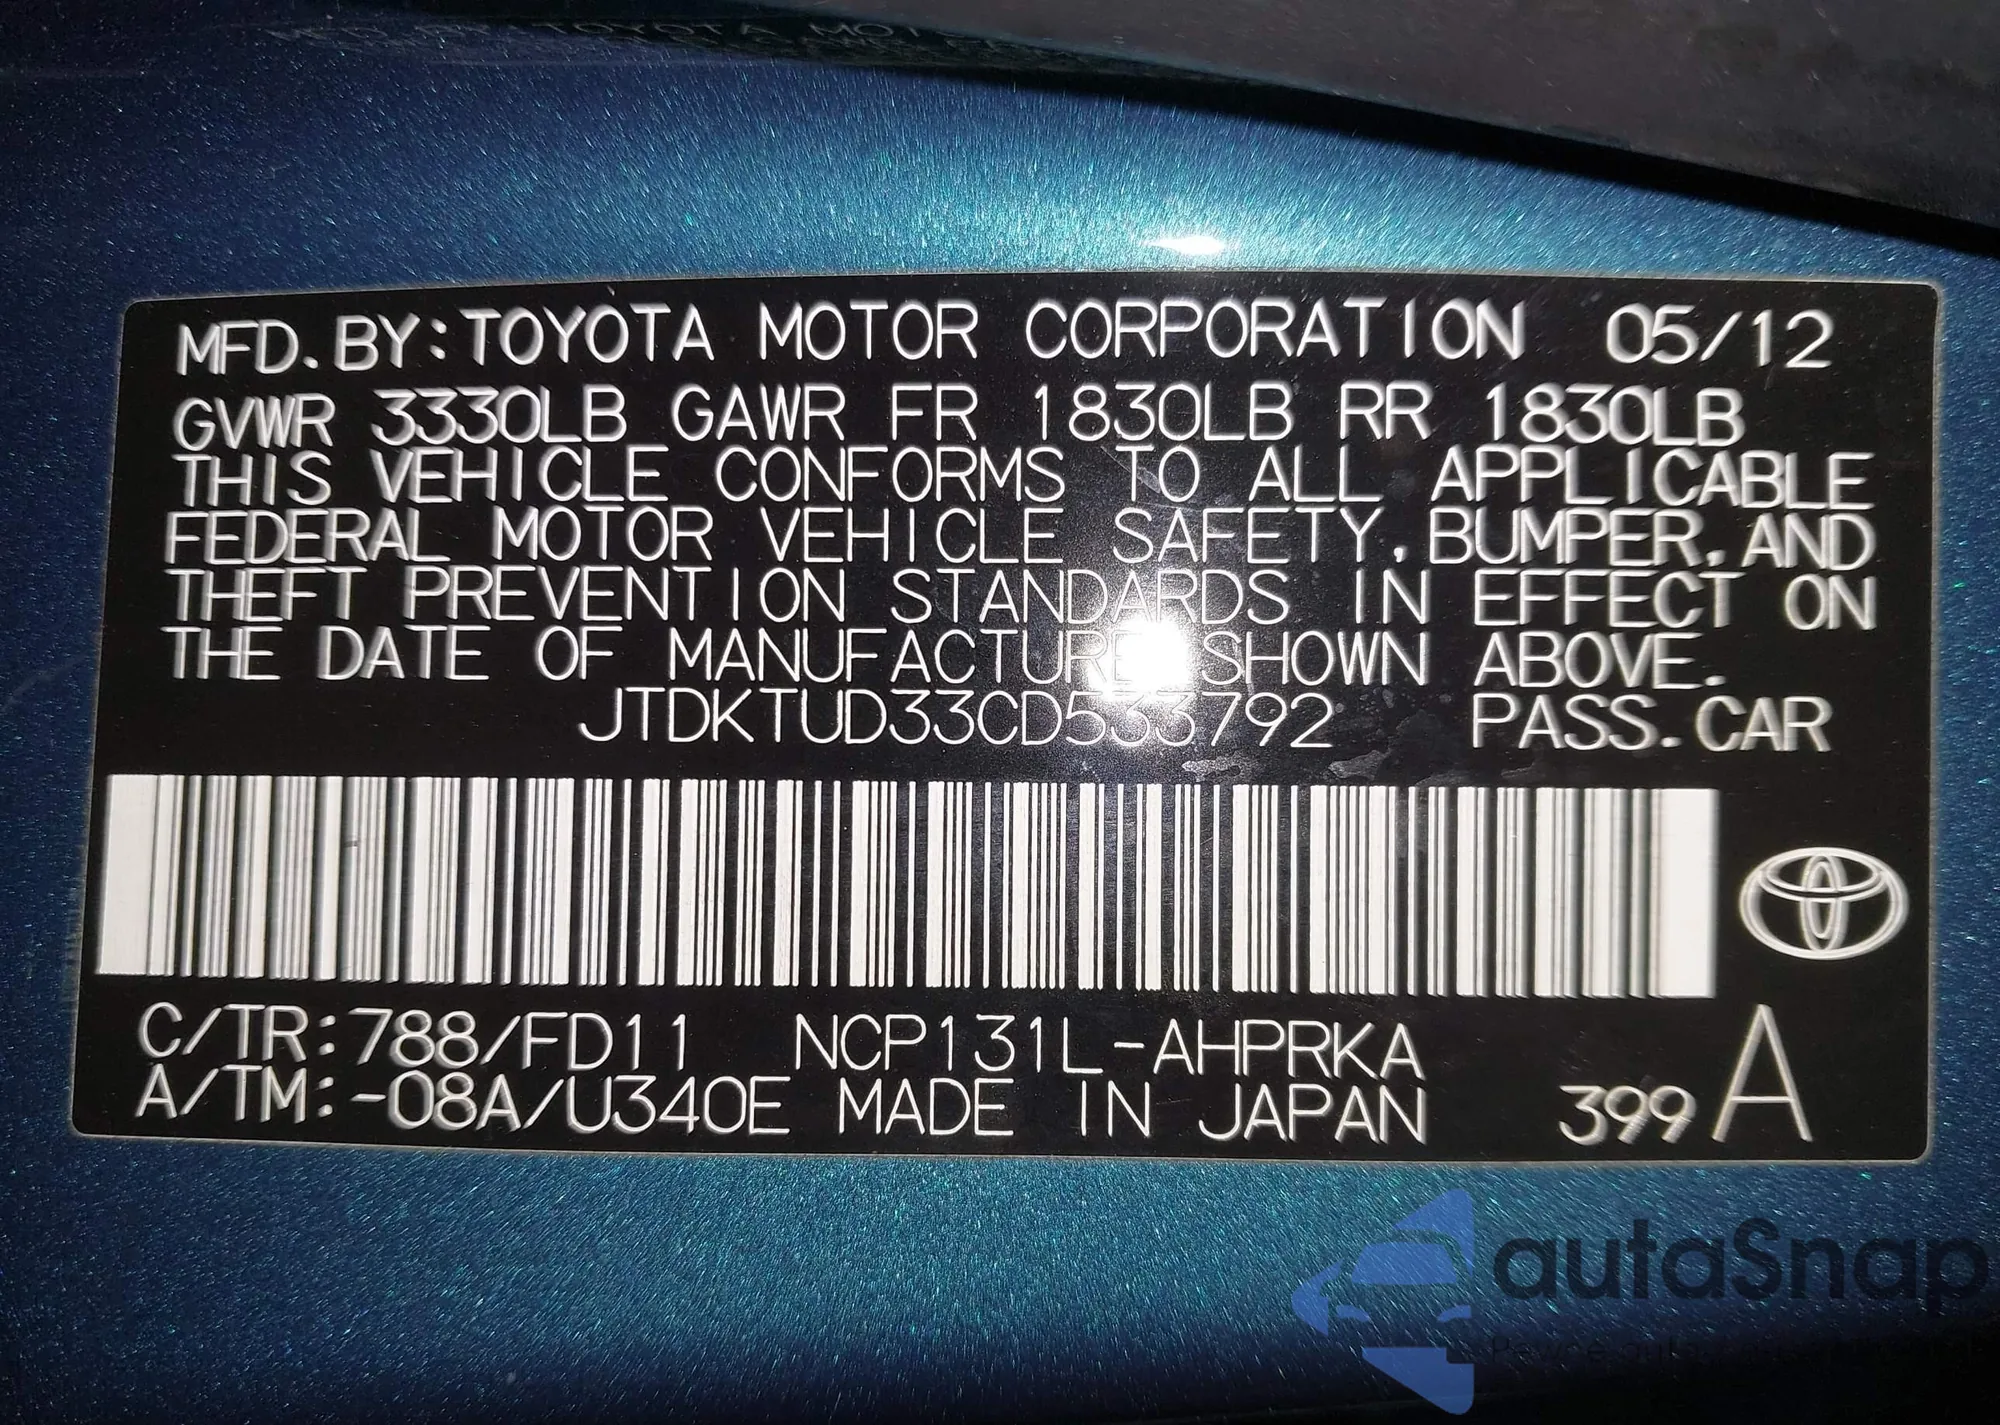 MFD. BY: TOYOTA MOTOR CORPORATION 05/12
GVWR 3330LB GAWR FR 1830LB RR 1830LB
THIS VEHICLE CONFORMS TO ALL APPLICABLE
FEDERAL MOTOR VEHICLE SAFETY, BUMPER, AND
THEFT PREVENTION STANDARDS IN EFFECT ON
THE DATE OF MANUFACTURE SHOWN ABOVE.
JTDKTUD33CD533792 PASS. CAR
C/TR: 788/FD11 NCP131L-AHPRKA
A/TM: -08A/U340E MADE IN JAPAN 399 A
autaSnap